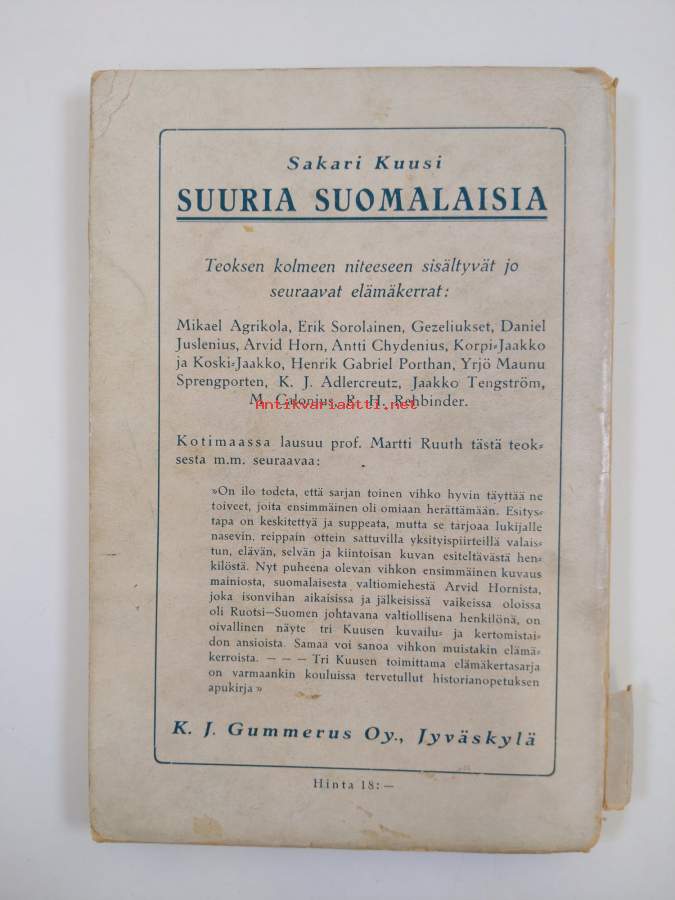 Sakari Kuusi
SUURIA SUOMALAISIA
Teoksen kolmeen niteeseen sisältyvät jo
seuraavat elämäkerrat:
Mikael Agrikola, Erik Sorolainen, Gezeliukset, Daniel
Juslenius, Arvid Horn, Antti Chydenius, Korpi-Jaakko
ja Koski-Jaakko, Henrik Gabriel Porthan, Yrjö Maunu
Sprengporten, K. J. Adlercreutz, Jaakko Tengström,
M. Calonius, R. H. Rehbinder.
antikvariaatti.net
Kotimaassa lausuu prof. Martti Ruuth tästä teok-
sesta m.m. seuraavaa:
»On ilo todeta, että sarjan toinen vihko hyvin täyttää ne
toiveet, joita ensimmäinen oli omiaan herättämään. Esitys-
tapa on keskitettyä ja suppeata, mutta se tarjoaa lukijalle
nasevin, reippain ottein sattuvilla yksityispiirteillä valais-
tun, elävän, selvän ja kiintoisan kuvan esiteltävästä hen-
kilöstä. Nyt puheena olevan vihkon ensimmäinen kuvaus
mainiosta, suomalaisesta valtiomiehestä Arvid Hornista,
joka isonvihan aikaisissa ja jälkeisissä vaikeissa oloissa
oli Ruotsi—Suomen johtavana valtiollisena henkilönä, on
oivallinen näyte tri Kuusen kuvailu- ja kertomistai-
don ansioista. Samaa voi sanoa vihkon muistakin elämä-
kerroista. — — — Tri Kuusen toimittama elämäkertasarja
on varmaankin kouluissa tervetullut historianopetuksen
apukirja »
K. J. Gummerus Oy., Jyväskylä
Hinta 18:—